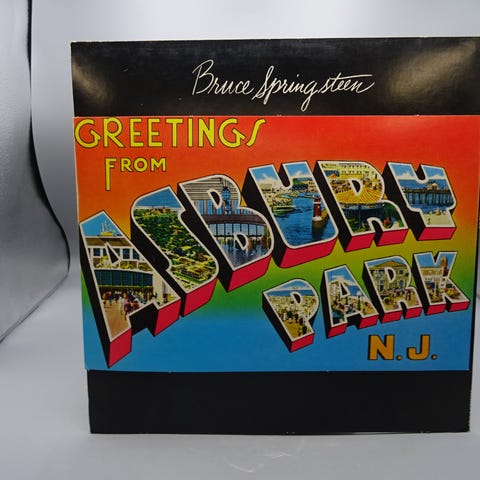 Bruce Springsteen
GREETINGS
FROM
ASBURY
PARK
N.J.